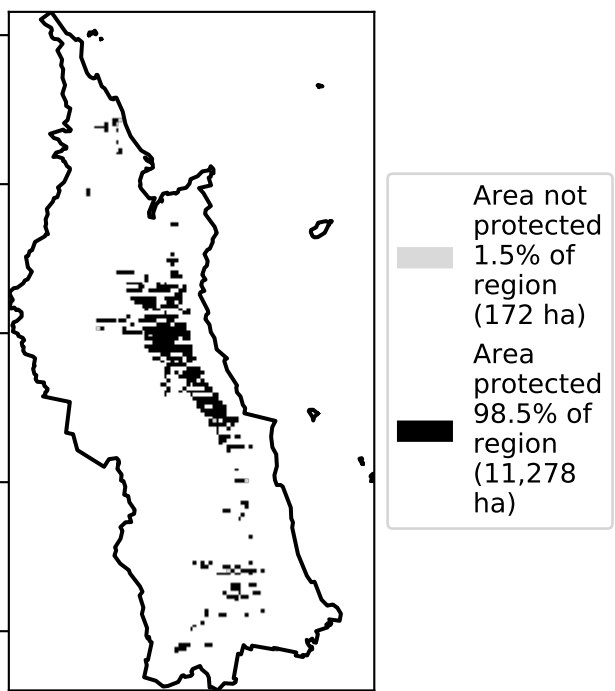 Area not
protected
1.5% of
region
(172 ha)
Area
protected
98.5% of
region
(11,278
ha)